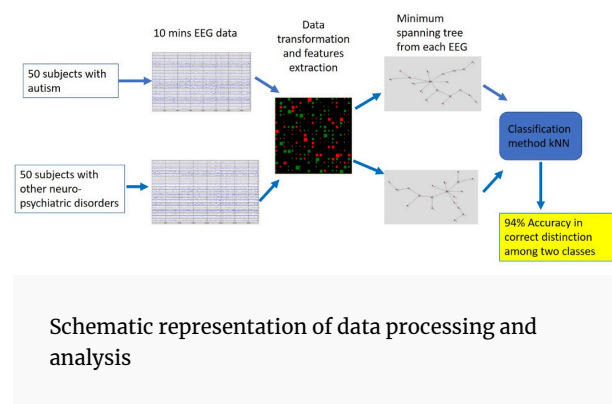 10 mins EEG data
Data
transformation
and features
extraction
Minimum
spanning tree
from each EEG
50 subjects with
autism
50 subjects with
other neuro-
psychiatric disorders
Classification
method kNN
94% Accuracy in
correct distinction
among two classes
Schematic representation of data processing and
analysis